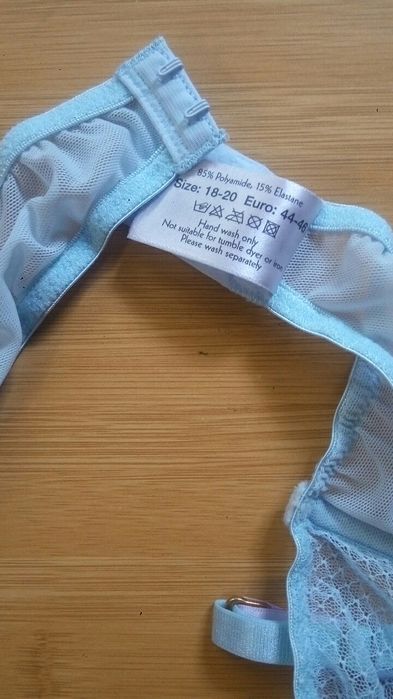 85% Polyamide, 15% Elastane
Size: 18-20 Euro: 44-46
Hand wash only
Not suitable for tumble dryer or iron
Please wash separately